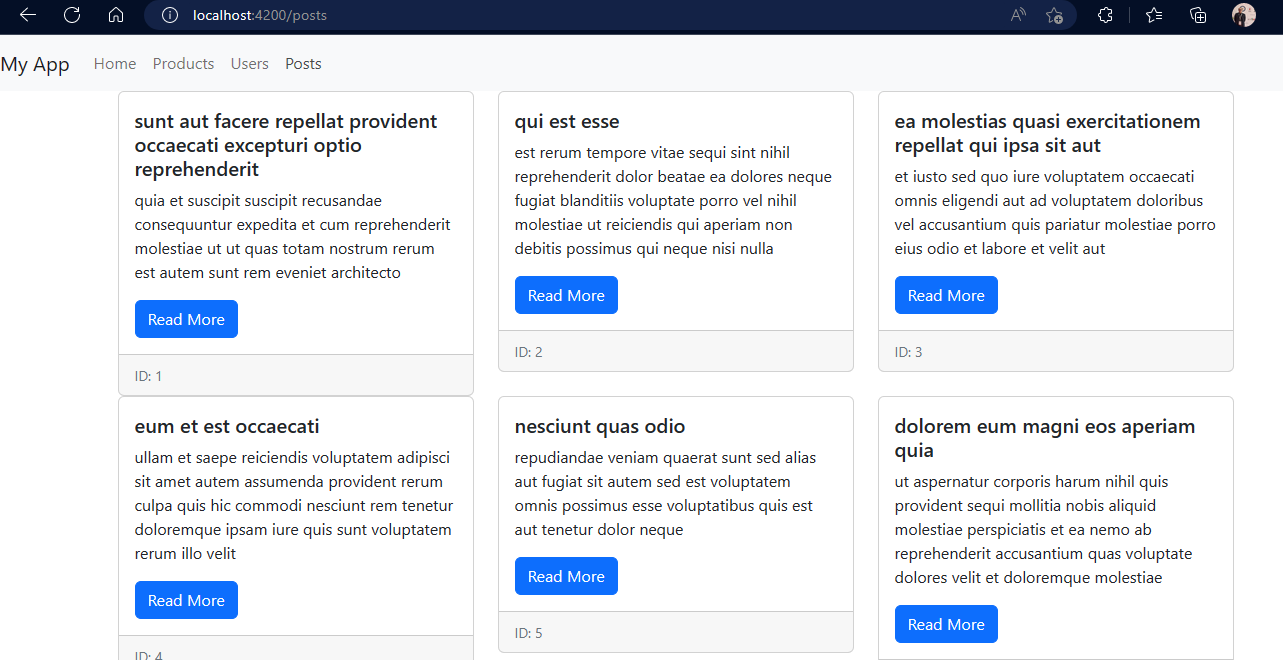 localhost:4200/posts
My App Home Products Users Posts
sunt aut facere repellat provident
occaecati excepturi optio
reprehenderit
quia et suscipit suscipit recusandae
consequuntur expedita et cum reprehenderit
molestiae ut ut quas totam nostrum rerum
est autem sunt rem eveniet architecto
Read More
ID: 1
qui est esse
est rerum tempore vitae sequi sint nihil
reprehenderit dolor beatae ea dolores neque
fugiat blanditiis voluptate porro vel nihil
molestiae ut reiciendis qui aperiam non
debitis possimus qui neque nisi nulla
Read More
ID: 2
ea molestias quasi exercitationem
repellat qui ipsa sit aut
et iusto sed quo iure voluptatem occaecati
omnis eligendi aut ad voluptatem doloribus
vel accusantium quis pariatur molestiae porro
eius odio et labore et velit aut
Read More
ID: 3
eum et est occaecati
ullam et saepe reiciendis voluptatem adipisci
sit amet autem assumenda provident rerum
culpa quis hic commodi nesciunt rem tenetur
doloremque ipsam iure quis sunt voluptatem
rerum illo velit
Read More
ID: 4
nesciunt quas odio
repudiandae veniam quaerat sunt sed alias
aut fugiat sit autem sed est voluptatem
omnis possimus esse voluptatibus quis est
aut tenetur dolor neque
Read More
ID: 5
dolorem eum magni eos aperiam
quia
ut aspernatur corporis harum nihil quis
provident sequi mollitia nobis aliquid
molestiae perspiciatis et ea nemo ab
reprehenderit accusantium quas voluptate
dolores velit et doloremque molestiae
Read More